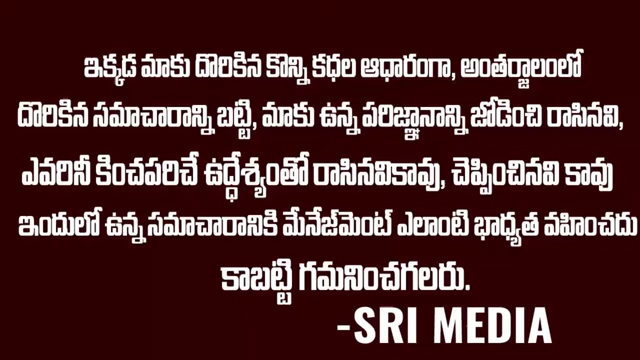 ఇక్కడ మాకు దొరికిన కొన్ని కధల ఆధారంగా, అంతర్జాలంలో
దొరికిన సమాచారాన్ని బట్టి, మాకు ఉన్న పరిజ్ఞానాన్ని జోడించి రాసినవి,
ఎవరినీ కించపరిచే ఉద్ధేశ్యంతో రాసినవికావు, చెప్పించినవి కావు
ఇందులో ఉన్న సమాచారానికి మేనేజ్‌మెంట్ ఎలాంటి భాధ్యత వహించదు
కాబట్టి గమనించగలరు.
-SRI MEDIA